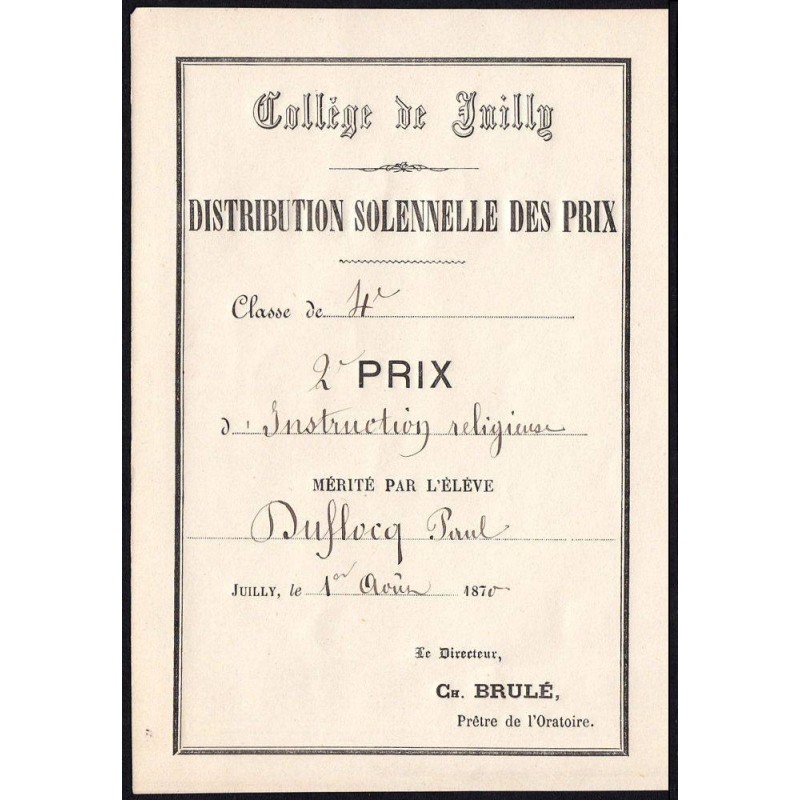 Collège de Juilly
DISTRIBUTION SOLENNELLE DES PRIX
Classe de 4e
2e PRIX
d'Instruction religieuse
MÉRITÉ PAR L'ÉLÈVE
Duflocq Paul
JUILLY, le 1er Août 1870
Le Directeur,
CH. BRULÉ,
Prêtre de l'Oratoire.